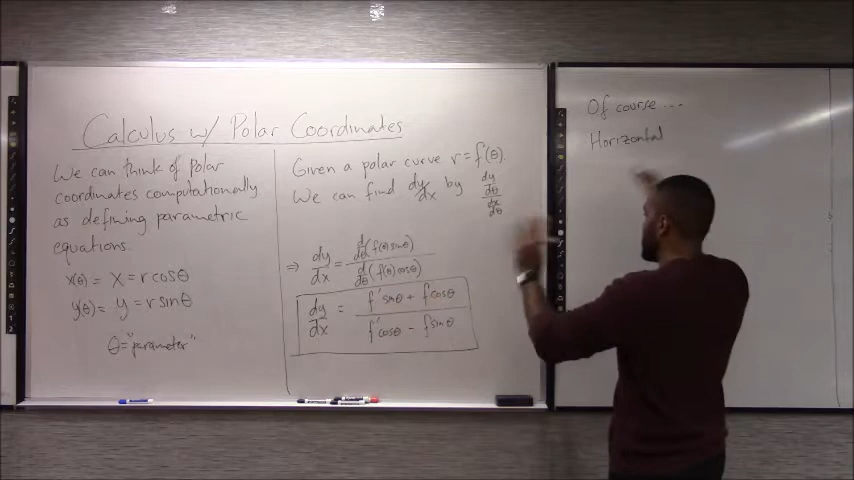 Calculus w/ Polar Coordinates
We can think of Polar
coordinates computationally
as defining parametric
equations.
x(θ) = x = r cosθ
y(θ) = y = r sinθ
θ = "parameter"
Given a polar curve r = f(θ).
We can find dy/dx by (dy/dθ)/(dx/dθ)
⇒ dy/dx = (d/dθ (f(θ) sinθ))/(d/dθ (f(θ) cosθ))
dy/dx = (f' sinθ + f cosθ)/(f' cosθ - f sinθ)
Of course ...
Horizontal